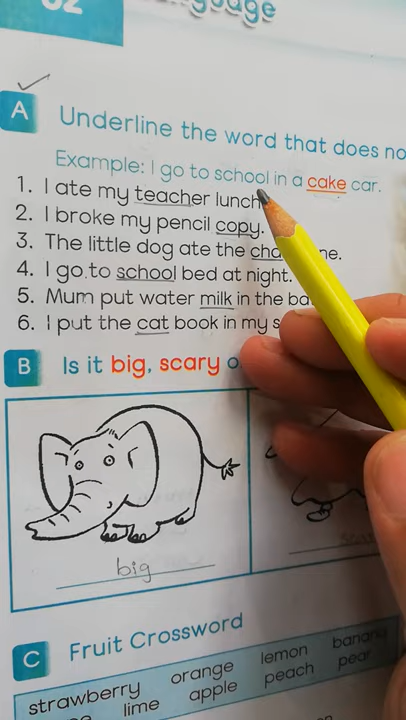 Language
A Underline the word that does no
Example: I go to school in a cake car.
1. I ate my teacher lunch
2. I broke my pencil copy.
3. The little dog ate the cha ne.
4. I go to school bed at night.
5. Mum put water milk in the ba
6. I put the cat book in my s
B Is it big, scary o
big
C Fruit Crossword
strawberry orange lemon banana
lime apple peach pear